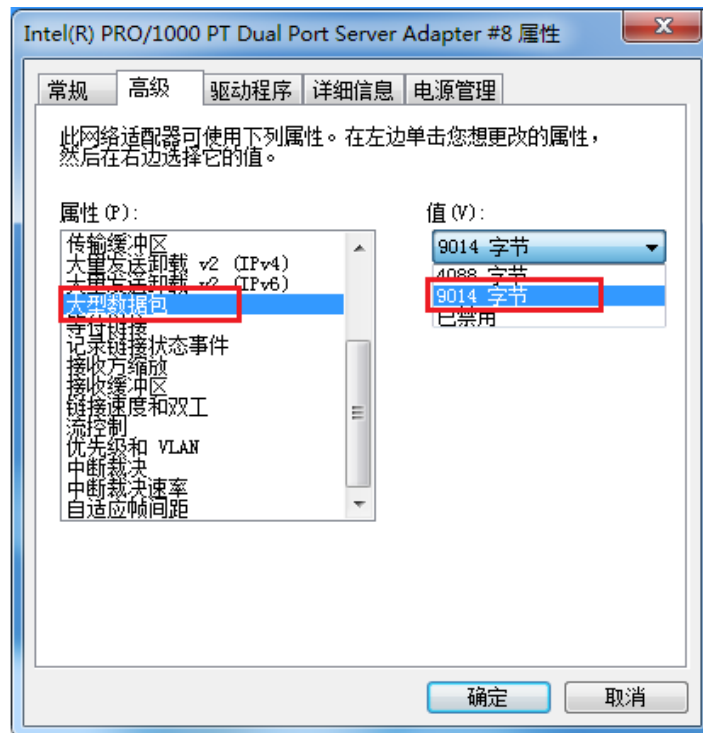 Intel(R) PRO/1000 PT Dual Port Server Adapter #8 属性
常规 高级 驱动程序 详细信息 电源管理
此网络适配器可使用下列属性。在左边单击您想更改的属性，
然后在右边选择它的值。
属性(P):
值(V):
传输缓冲区
大量发送卸载 v2 (IPv4)
大量发送卸载 v2 (IPv6)
大型数据包
等待链接
记录链接状态事件
接收方缩放
接收缓冲区
链接速度和双工
流控制
优先级和 VLAN
中断裁决
中断裁决速率
自适应帧间距
9014 字节
4088 字节
9014 字节
已禁用
确定
取消